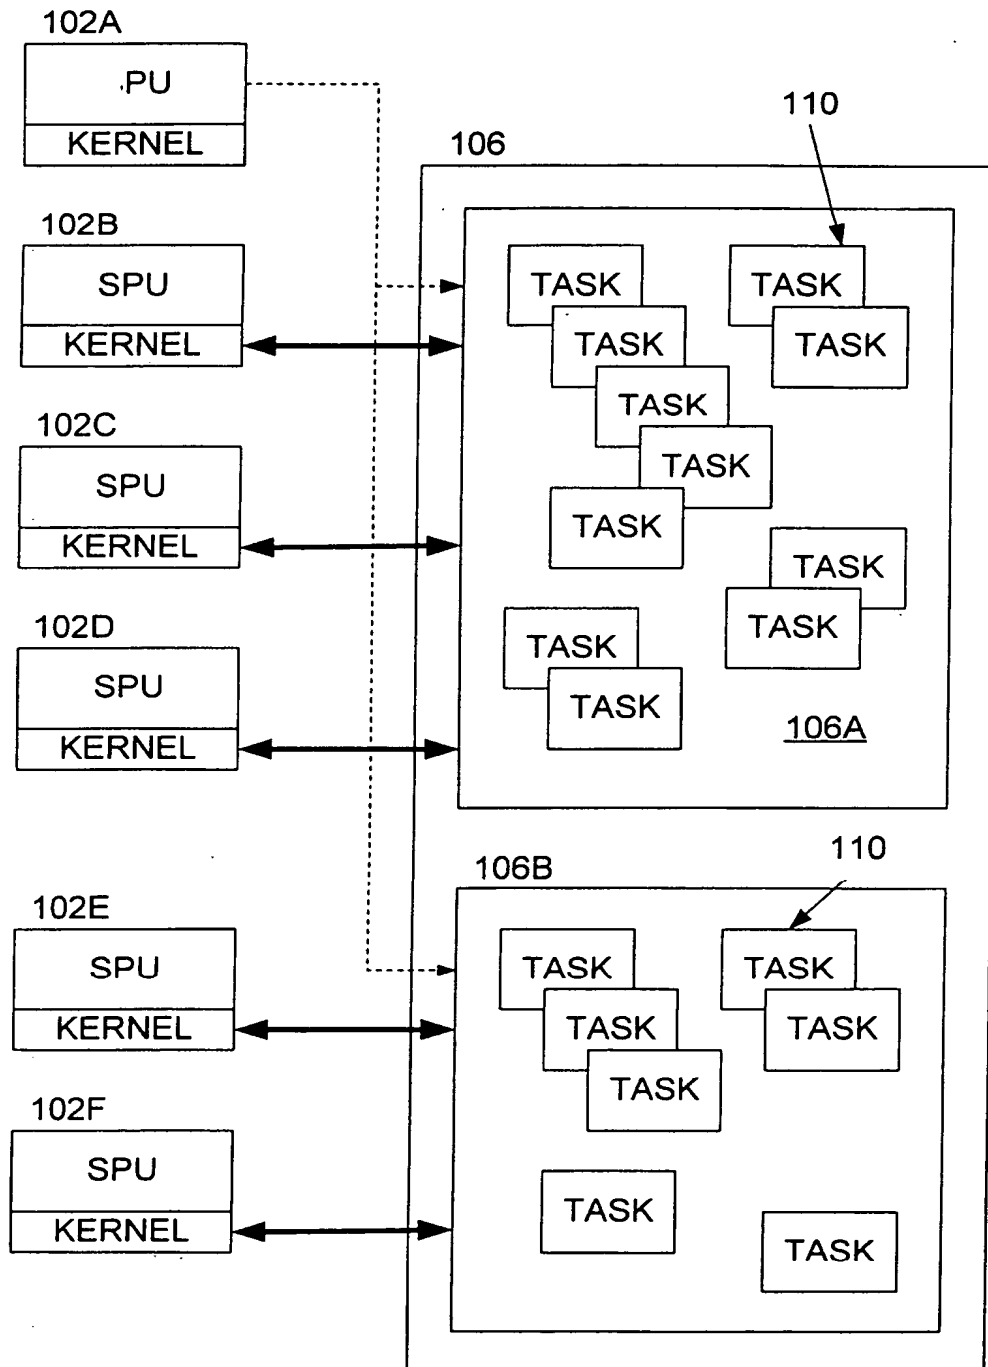 102A
PU
KERNEL
110
106
102B
SPU
KERNEL
TASK
TASK
TASK
TASK
102C
SPU
KERNEL
TASK
TASK
TASK
TASK
TASK
102D
SPU
KERNEL
TASK
TASK
TASK
106A
110
106B
102E
SPU
KERNEL
TASK
TASK
TASK
TASK
TASK
102F
SPU
KERNEL
TASK
TASK